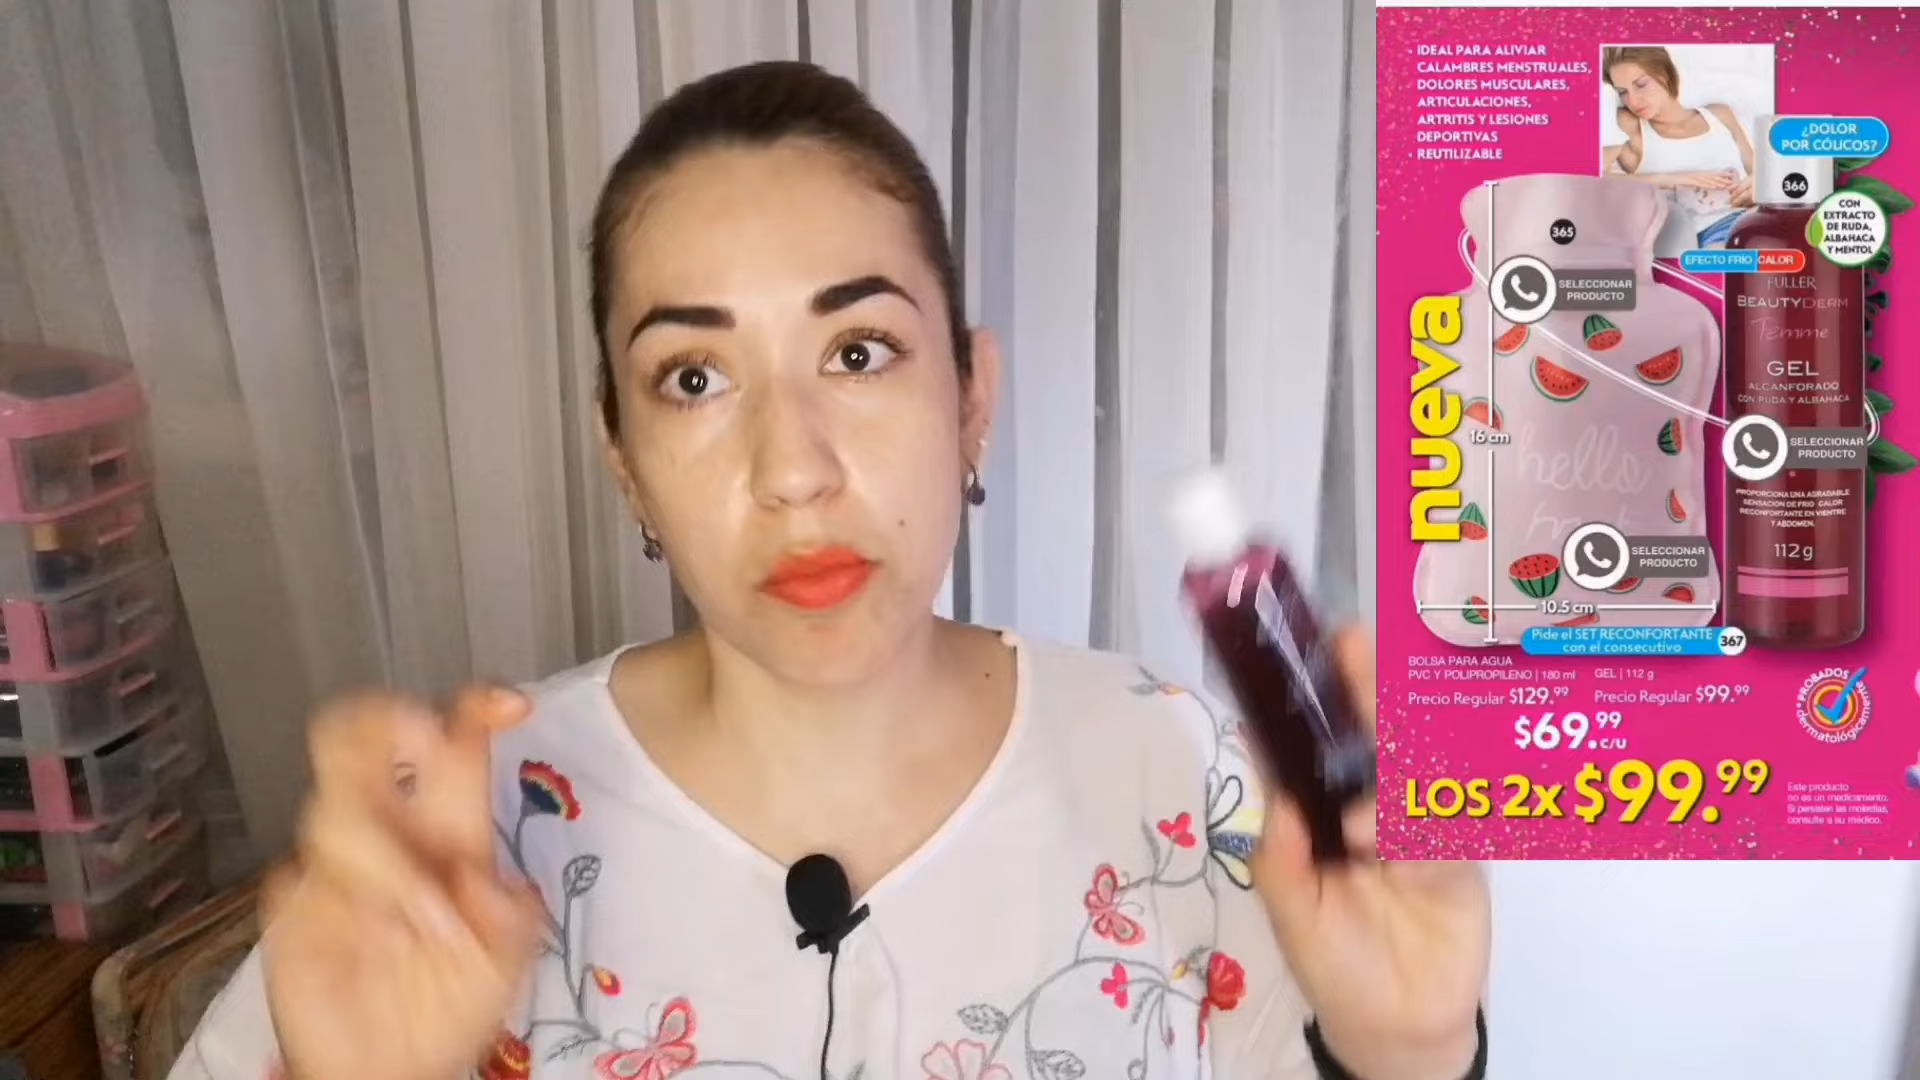 · IDEAL PARA ALIVIAR
CALAMBRES MENSTRUALES,
DOLORES MUSCULARES,
ARTICULACIONES,
ARTRITIS Y LESIONES
DEPORTIVAS
· REUTILIZABLE
¿DOLOR
POR CÓLICOS?
366
CON
EXTRACTO
DE RUDA,
ALBAHACA
Y MENTOL
365
EFECTO FRÍO CALOR
SELECCIONAR
PRODUCTO
FULLER
BEAUTYDERM
Femme
GEL
ALCANFORADO
CON RUDA Y ALBAHACA
nueva
16 cm
hello
SELECCIONAR
PRODUCTO
PROPORCIONA UNA AGRADABLE
SENSACIÓN DE FRÍO CALOR
RECONFORTANTE EN VIENTRE
Y ABDOMEN.
112 g
SELECCIONAR
PRODUCTO
10.5 cm
Pide el SET RECONFORTANTE
con el consecutivo
367
BOLSA PARA AGUA
PVC Y POLIPROPILENO | 180 ml
GEL | 112 g
Precio Regular $129.99
Precio Regular $99.99
$69.99 c/u
LOS 2x $99.99
PROBADOS
dermatológicamente
Este producto
no es un medicamento.
Si persisten las molestias,
consulte a su médico.